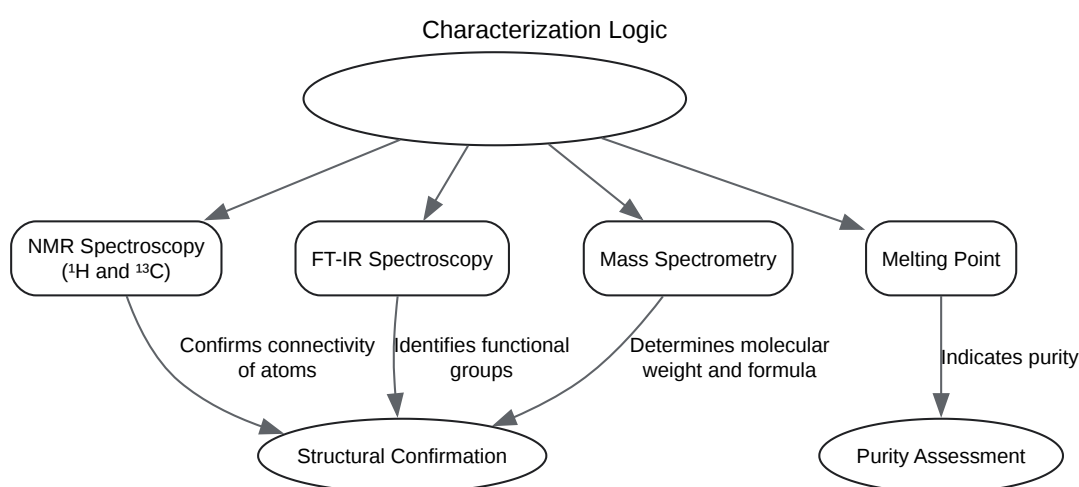 Characterization Logic
NMR Spectroscopy
(¹H and ¹³C)
FT-IR Spectroscopy
Mass Spectrometry
Melting Point
Confirms connectivity
of atoms
Identifies functional
groups
Determines molecular
weight and formula
Indicates purity
Structural Confirmation
Purity Assessment